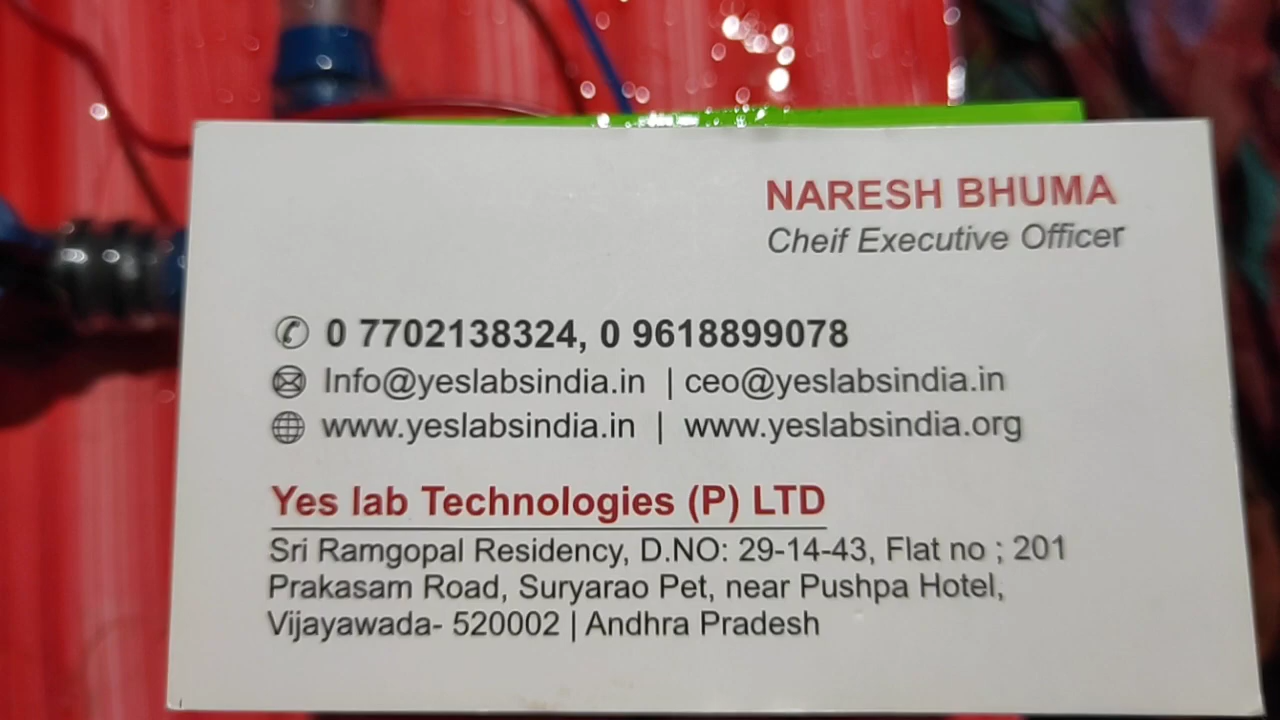 NARESH BHUMA
Cheif Executive Officer
0 7702138324, 0 9618899078
Info@yeslabsindia.in | ceo@yeslabsindia.in
www.yeslabsindia.in | www.yeslabsindia.org
Yes lab Technologies (P) LTD
Sri Ramgopal Residency, D.NO: 29-14-43, Flat no ; 201
Prakasam Road, Suryarao Pet, near Pushpa Hotel,
Vijayawada- 520002 | Andhra Pradesh